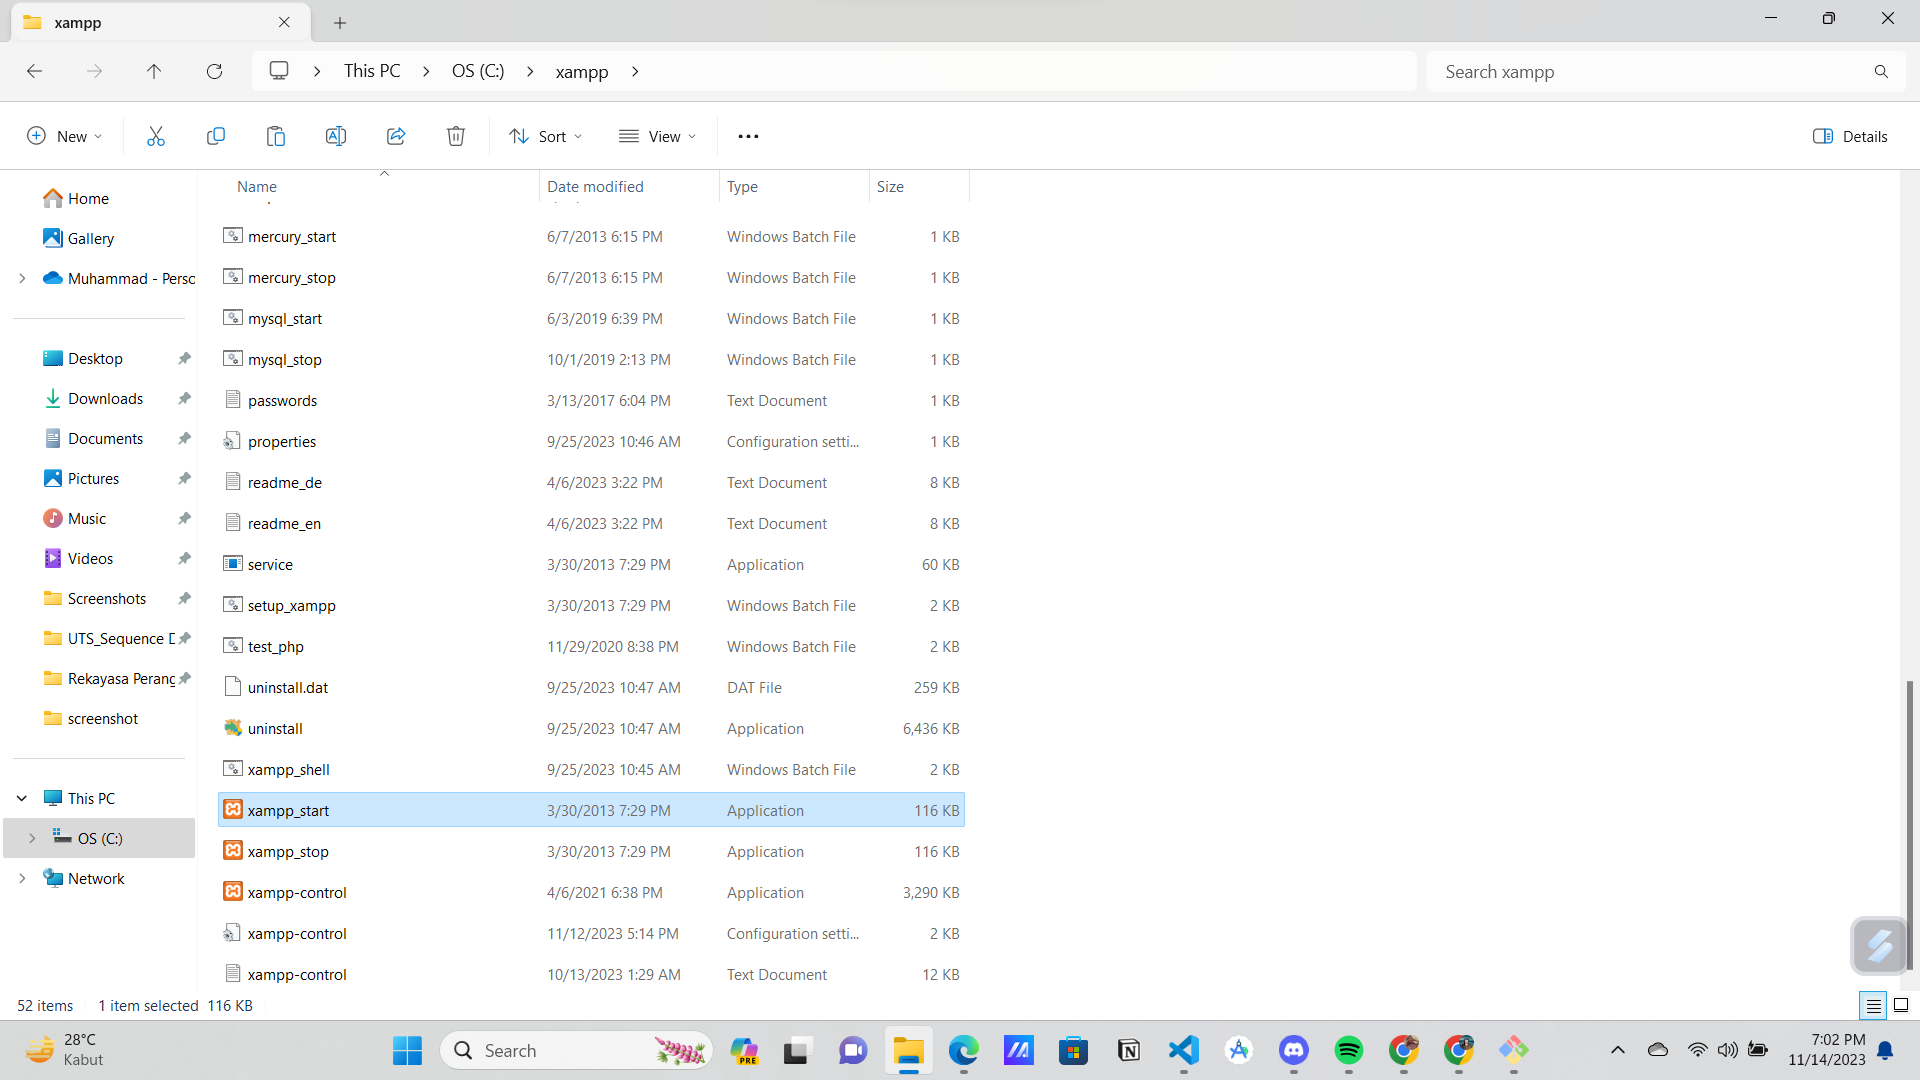 xampp
This PC
OS (C:)
xampp
Search xampp
New
Sort
View
Details
Name
Date modified
Type
Size
Home
Gallery
Muhammad - Perso
Desktop
Downloads
Documents
Pictures
Music
Videos
Screenshots
UTS_Sequence D
Rekayasa Perang
screenshot
This PC
OS (C:)
Network
mercury_start 6/7/2013 6:15 PM Windows Batch File 1 KB
mercury_stop 6/7/2013 6:15 PM Windows Batch File 1 KB
mysql_start 6/3/2019 6:39 PM Windows Batch File 1 KB
mysql_stop 10/1/2019 2:13 PM Windows Batch File 1 KB
passwords 3/13/2017 6:04 PM Text Document 1 KB
properties 9/25/2023 10:46 AM Configuration setti... 1 KB
readme_de 4/6/2023 3:22 PM Text Document 8 KB
readme_en 4/6/2023 3:22 PM Text Document 8 KB
service 3/30/2013 7:29 PM Application 60 KB
setup_xampp 3/30/2013 7:29 PM Windows Batch File 2 KB
test_php 11/29/2020 8:38 PM Windows Batch File 2 KB
uninstall.dat 9/25/2023 10:47 AM DAT File 259 KB
uninstall 9/25/2023 10:47 AM Application 6,436 KB
xampp_shell 9/25/2023 10:45 AM Windows Batch File 2 KB
xampp_start 3/30/2013 7:29 PM Application 116 KB
xampp_stop 3/30/2013 7:29 PM Application 116 KB
xampp-control 4/6/2021 6:38 PM Application 3,290 KB
xampp-control 11/12/2023 5:14 PM Configuration setti... 2 KB
xampp-control 10/13/2023 1:29 AM Text Document 12 KB
52 items 1 item selected 116 KB
28°C
Kabut
Search
PRE
7:02 PM
11/14/2023